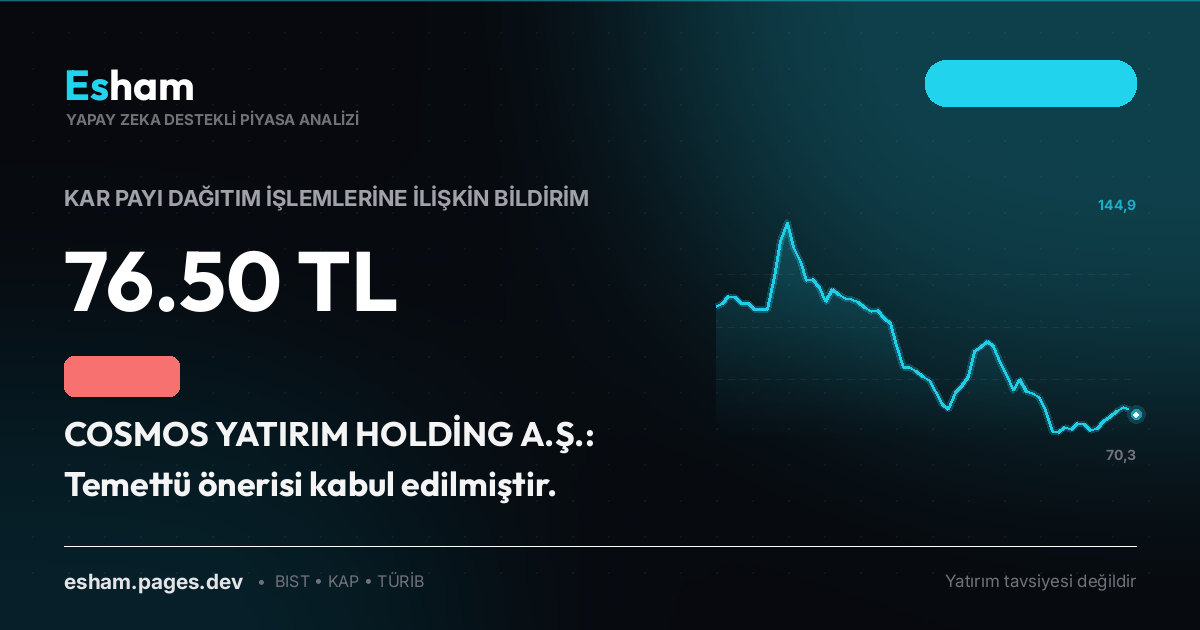 Esham
YAPAY ZEKA DESTEKLİ PİYASA ANALİZİ
KAR PAYI DAĞITIM İŞLEMLERİNE İLİŞKİN BİLDİRİM
76.50 TL
COSMOS YATIRIM HOLDİNG A.Ş.:
Temettü önerisi kabul edilmiştir.
144,9
70,3
esham.pages.dev • BIST • KAP • TÜRİB
Yatırım tavsiyesi değildir